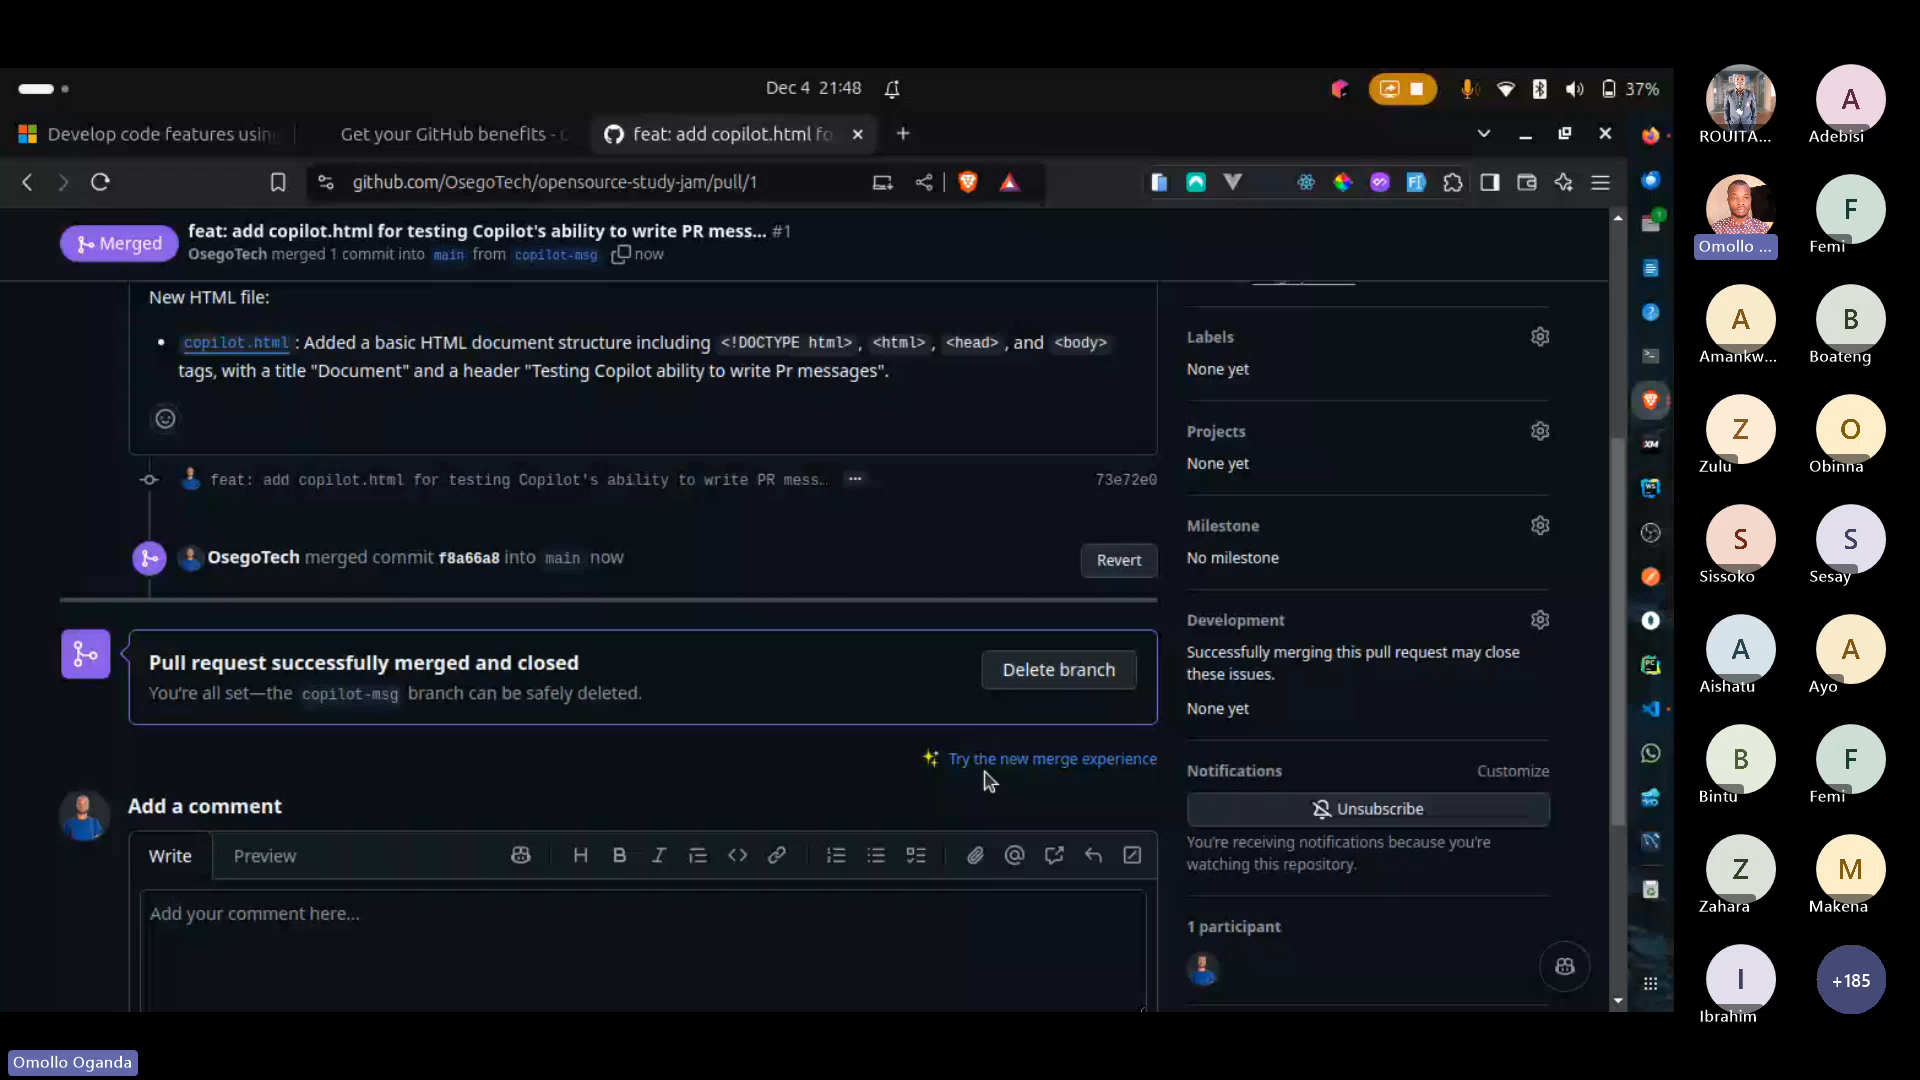 Dec 4 21:48
37%
Develop code features usin
Get your GitHub benefits -
feat: add copilot.html fo
github.com/OsegoTech/opensource-study-jam/pull/1
Merged
feat: add copilot.html for testing Copilot's ability to write PR mess... #1
OsegoTech merged 1 commit into main from copilot-msg now
New HTML file:
• copilot.html : Added a basic HTML document structure including <!DOCTYPE html>, <html>, <head>, and <body>
tags, with a title "Document" and a header "Testing Copilot ability to write Pr messages".
feat: add copilot.html for testing Copilot's ability to write PR mess… ···
73e72e0
OsegoTech merged commit f8a66a8 into main now
Revert
Pull request successfully merged and closed
You're all set—the copilot-msg branch can be safely deleted.
Delete branch
Try the new merge experience
Add a comment
Write
Preview
Add your comment here...
Labels
None yet
Projects
None yet
Milestone
No milestone
Development
Successfully merging this pull request may close
these issues.
None yet
Notifications
Customize
Unsubscribe
You're receiving notifications because you're
watching this repository.
1 participant
ROUITA...
A
Adebisi
Omollo ...
F
Femi
A
Amankw...
B
Boateng
Z
Zulu
O
Obinna
S
Sissoko
S
Sesay
A
Aishatu
A
Ayo
B
Bintu
F
Femi
Z
Zahara
M
Makena
I
Ibrahim
+185
Omollo Oganda